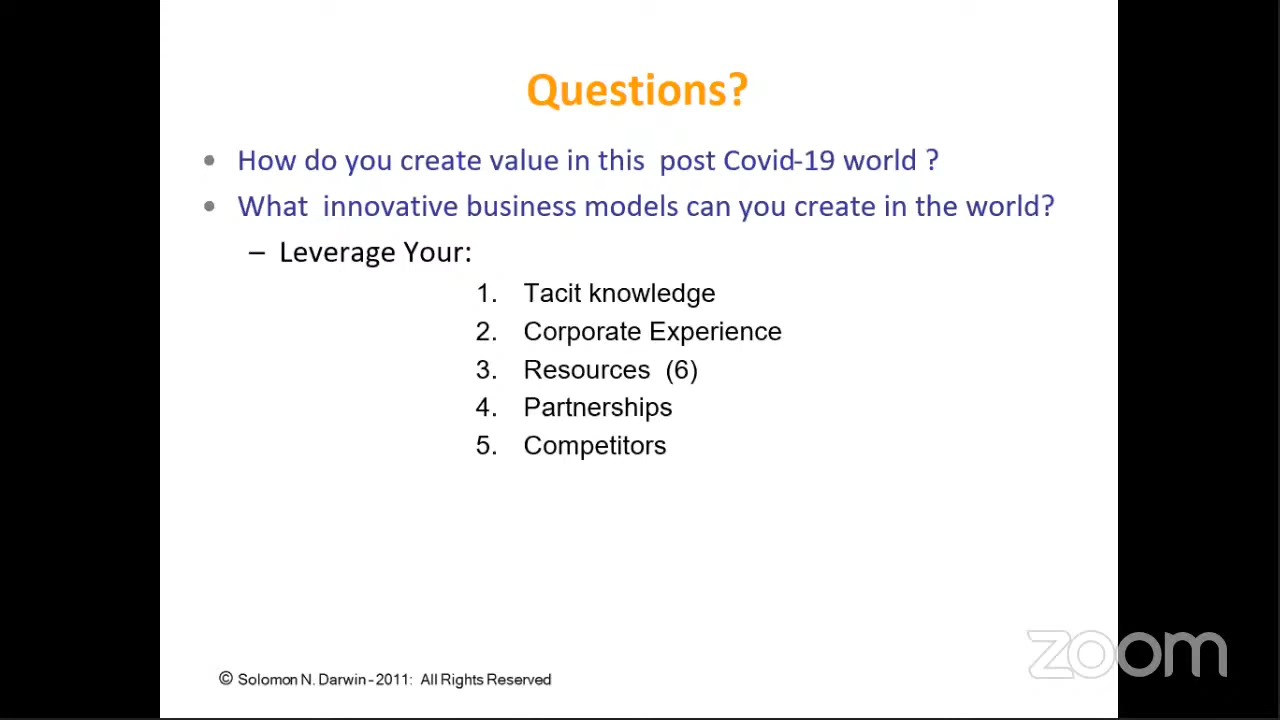 Questions?
• How do you create value in this  post Covid-19 world ?
• What  innovative business models can you create in the world?
– Leverage Your:
1. Tacit knowledge
2. Corporate Experience
3. Resources  (6)
4. Partnerships
5. Competitors
zoom
© Solomon N. Darwin - 2011:  All Rights Reserved